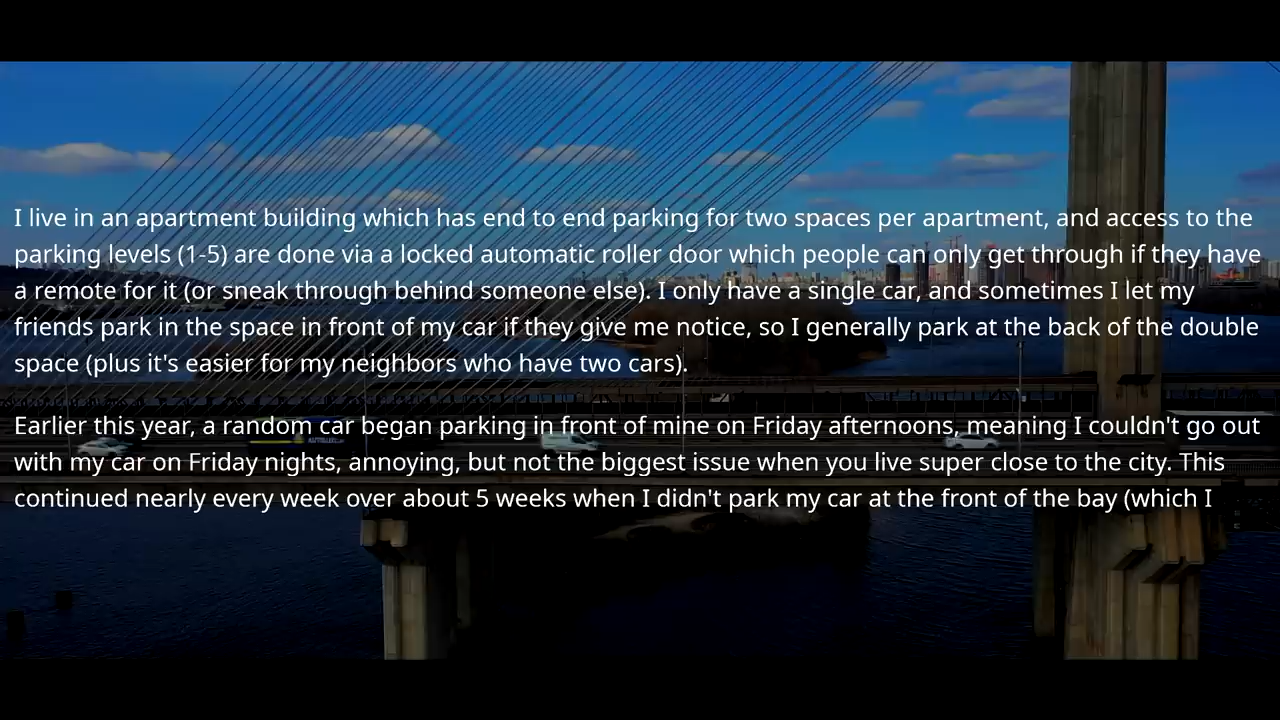 I live in an apartment building which has end to end parking for two spaces per apartment, and access to the
parking levels (1-5) are done via a locked automatic roller door which people can only get through if they have
a remote for it (or sneak through behind someone else). I only have a single car, and sometimes I let my
friends park in the space in front of my car if they give me notice, so I generally park at the back of the double
space (plus it's easier for my neighbors who have two cars).
Earlier this year, a random car began parking in front of mine on Friday afternoons, meaning I couldn't go out
with my car on Friday nights, annoying, but not the biggest issue when you live super close to the city. This
continued nearly every week over about 5 weeks when I didn't park my car at the front of the bay (which I